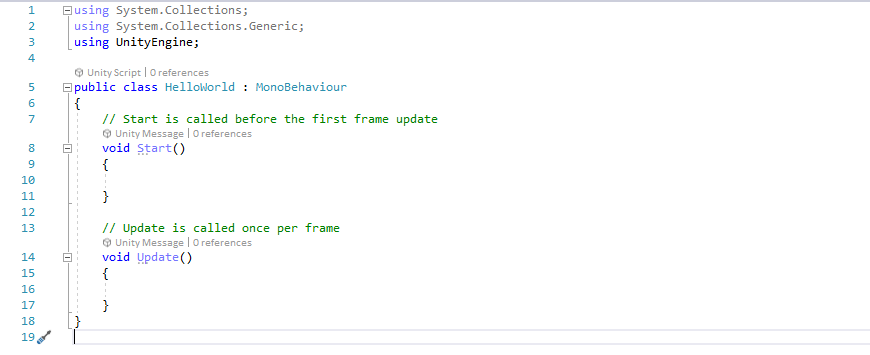 1 using System.Collections;
2 using System.Collections.Generic;
3 using UnityEngine;
4
Unity Script | 0 references
5 public class HelloWorld : MonoBehaviour
6 {
7 // Start is called before the first frame update
Unity Message | 0 references
8 void Start()
9 {
10
11 }
12
13 // Update is called once per frame
Unity Message | 0 references
14 void Update()
15 {
16
17 }
18 }
19